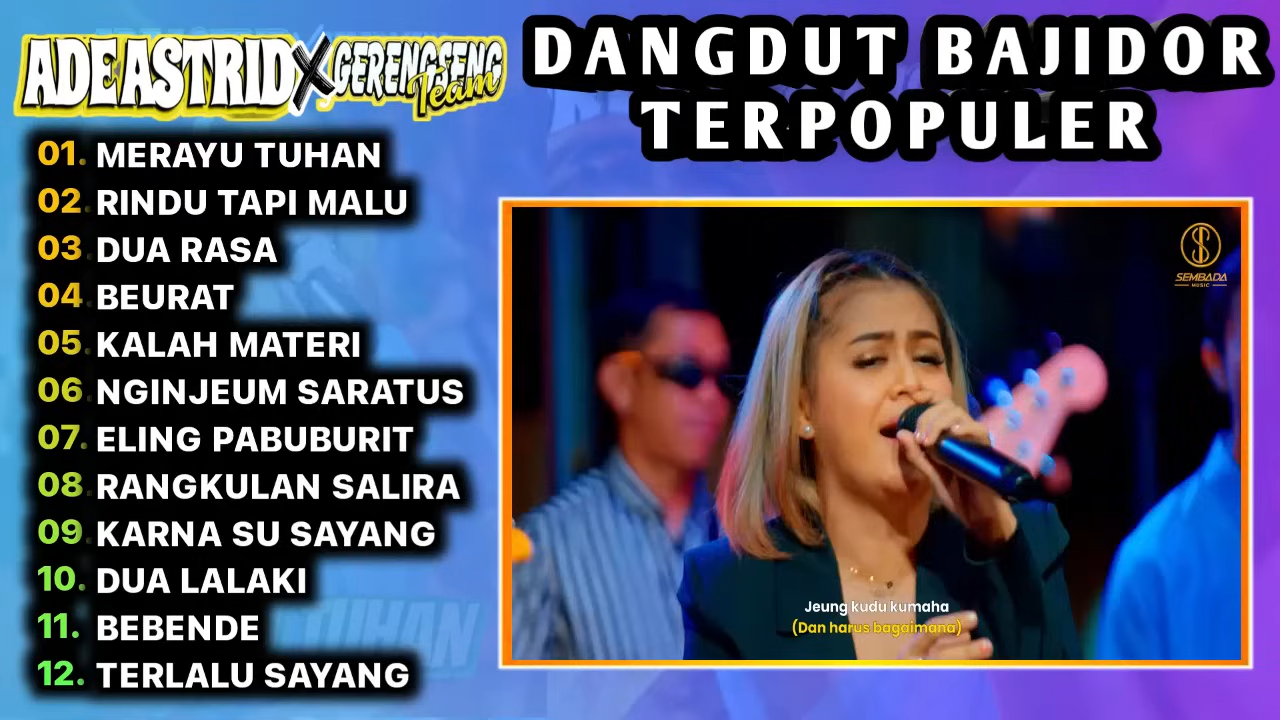 ADE ASTRID X GERENGSENG Team
DANGDUT BAJIDOR
TERPOPULER
01. MERAYU TUHAN
02. RINDU TAPI MALU
03. DUA RASA
04. BEURAT
05. KALAH MATERI
06. NGINJEUM SARATUS
07. ELING PABUBURIT
08. RANGKULAN SALIRA
09. KARNA SU SAYANG
10. DUA LALAKI
11. BEBENDE
12. TERLALU SAYANG
SEMBADA
MUSIC
Jeung kudu kumaha
(Dan harus bagaimana)